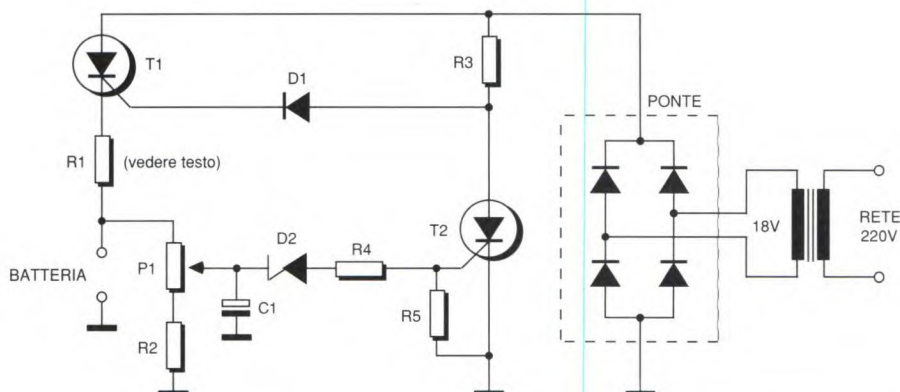 T1
R3
D1
PONTE
R1
(vedere testo)
T2
18V
RETE
220V
D2
R4
BATTERIA
P1
C1
R5
R2